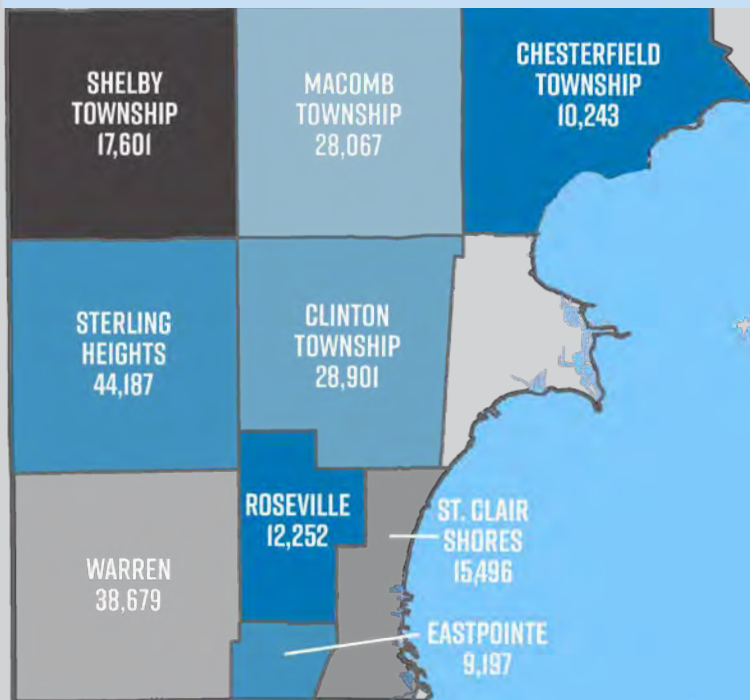 SHELBY
TOWNSHIP
17,601
MACOMB
TOWNSHIP
28,067
CHESTERFIELD
TOWNSHIP
10,243
STERLING
HEIGHTS
44,187
CLINTON
TOWNSHIP
28,901
WARREN
38,679
ROSEVILLE
12,252
ST. CLAIR
SHORES
15,496
EASTPOINTE
9,197